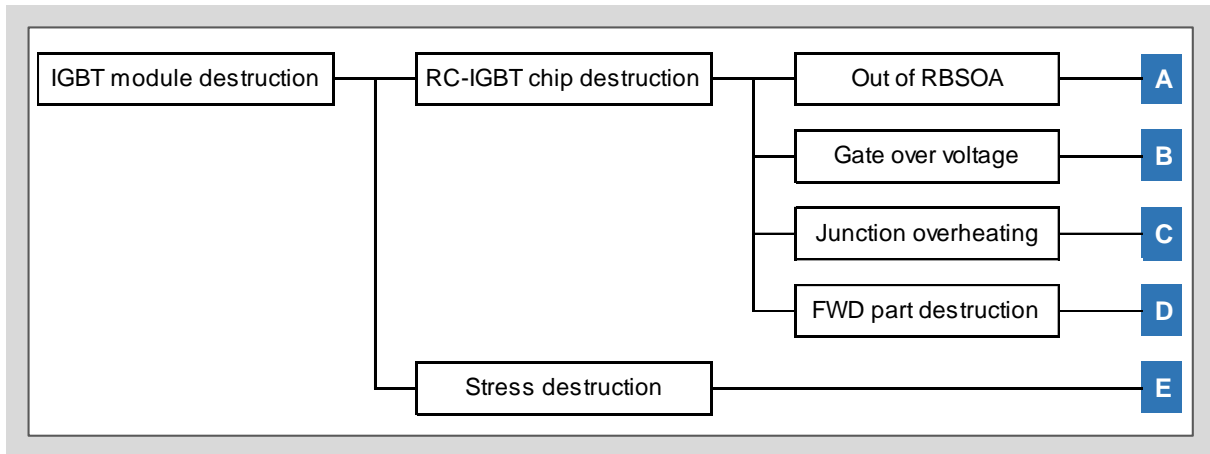 IGBT module destruction
RC-IGBT chip destruction
Out of RBSOA
A
Gate over voltage
B
Junction overheating
C
FWD part destruction
D
Stress destruction
E